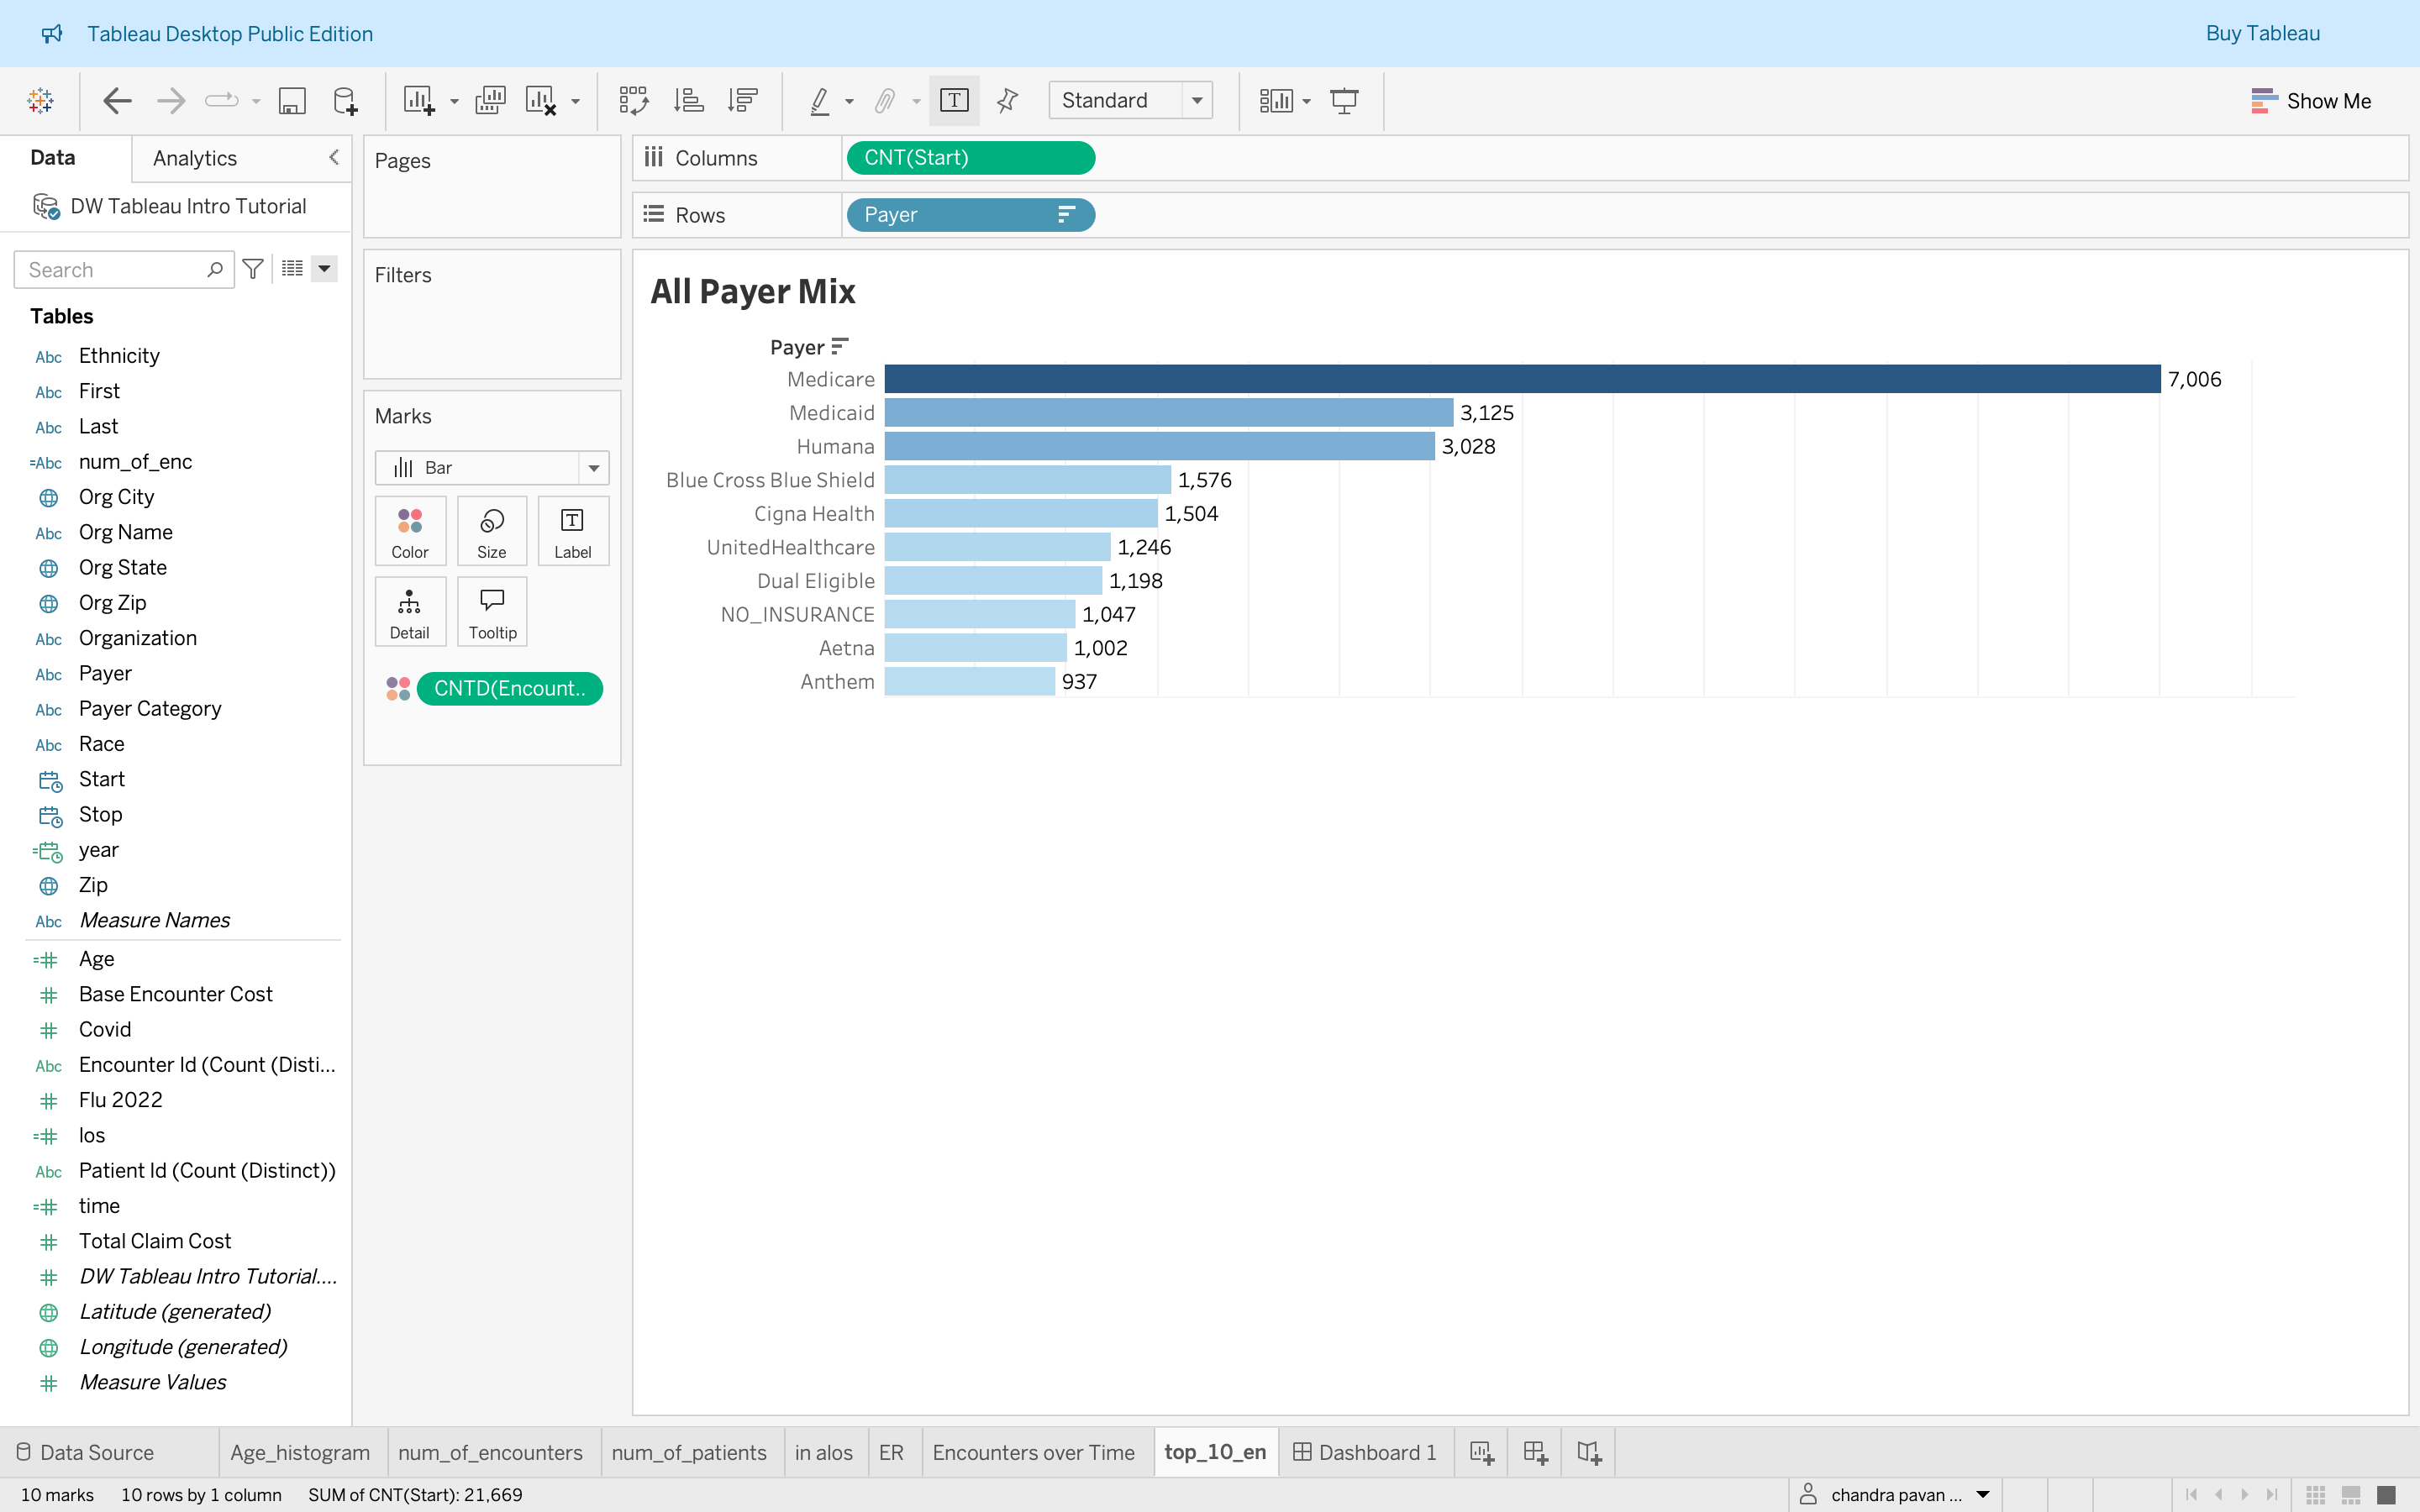 Tableau Desktop Public Edition
Buy Tableau
Standard
Show Me
Data
Analytics
DW Tableau Intro Tutorial
Search
Tables
Abc Ethnicity
Abc First
Abc Last
=Abc num_of_enc
Org City
Abc Org Name
Org State
Org Zip
Abc Organization
Abc Payer
Abc Payer Category
Abc Race
Start
Stop
year
Zip
Abc Measure Names
=# Age
# Base Encounter Cost
# Covid
Abc Encounter Id (Count (Disti...
# Flu 2022
=# los
Abc Patient Id (Count (Distinct))
=# time
# Total Claim Cost
# DW Tableau Intro Tutorial....
Latitude (generated)
Longitude (generated)
# Measure Values
Pages
Filters
Marks
Bar
Color
Size
T
Label
Detail
Tooltip
CNTD(Encount..
Columns
CNT(Start)
Rows
Payer
All Payer Mix
Payer
Medicare 7,006
Medicaid 3,125
Humana 3,028
Blue Cross Blue Shield 1,576
Cigna Health 1,504
UnitedHealthcare 1,246
Dual Eligible 1,198
NO_INSURANCE 1,047
Aetna 1,002
Anthem 937
Data Source
Age_histogram
num_of_encounters
num_of_patients
in alos
ER
Encounters over Time
top_10_en
Dashboard 1
10 marks
10 rows by 1 column
SUM of CNT(Start): 21,669
chandra pavan ...